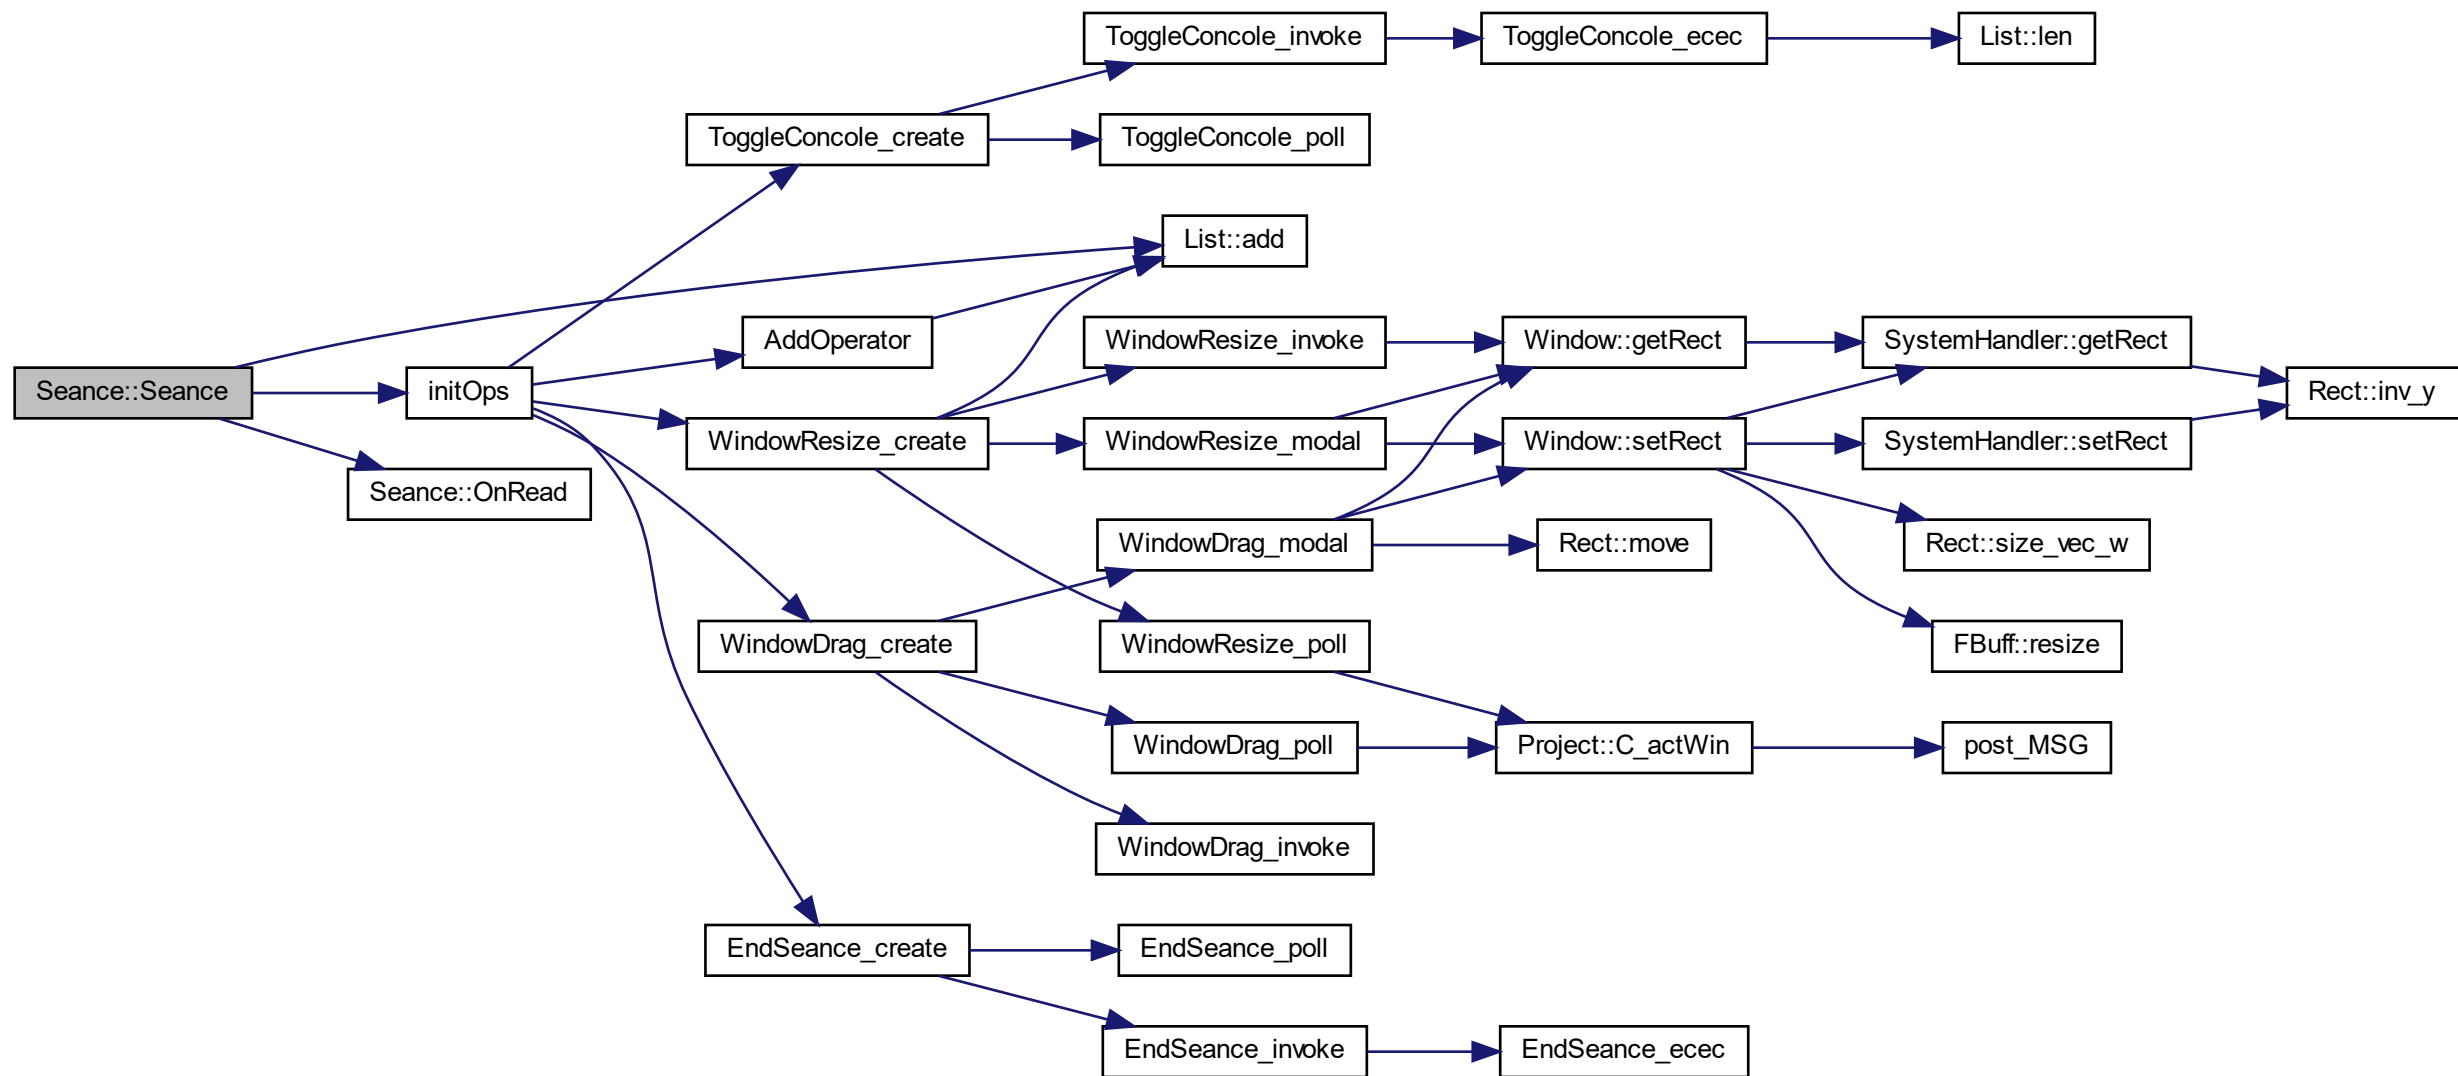 ToggleConcole_invoke
ToggleConcole_ecec
List::len
ToggleConcole_create
ToggleConcole_poll
List::add
AddOperator
WindowResize_invoke
Window::getRect
SystemHandler::getRect
Seance::Seance
initOps
Rect::inv_y
WindowResize_create
WindowResize_modal
Window::setRect
SystemHandler::setRect
Seance::OnRead
WindowDrag_modal
Rect::move
Rect::size_vec_w
WindowDrag_create
WindowResize_poll
FBuff::resize
WindowDrag_poll
Project::C_actWin
post_MSG
WindowDrag_invoke
EndSeance_create
EndSeance_poll
EndSeance_invoke
EndSeance_ecec